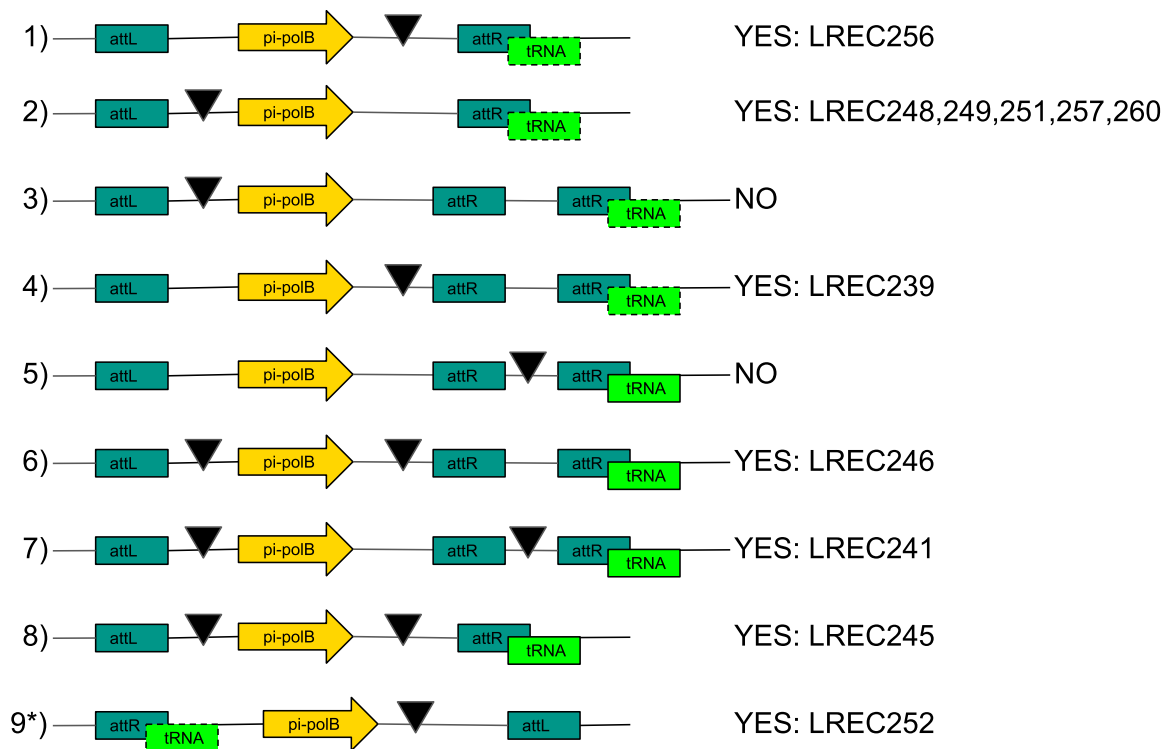 1) attL pi-polB attR tRNA YES: LREC256
2) attL pi-polB attR tRNA YES: LREC248,249,251,257,260
3) attL pi-polB attR attR tRNA NO
4) attL pi-polB attR attR tRNA YES: LREC239
5) attL pi-polB attR attR tRNA NO
6) attL pi-polB attR attR tRNA YES: LREC246
7) attL pi-polB attR attR tRNA YES: LREC241
8) attL pi-polB attR tRNA YES: LREC245
9*) attR tRNA pi-polB attL YES: LREC252